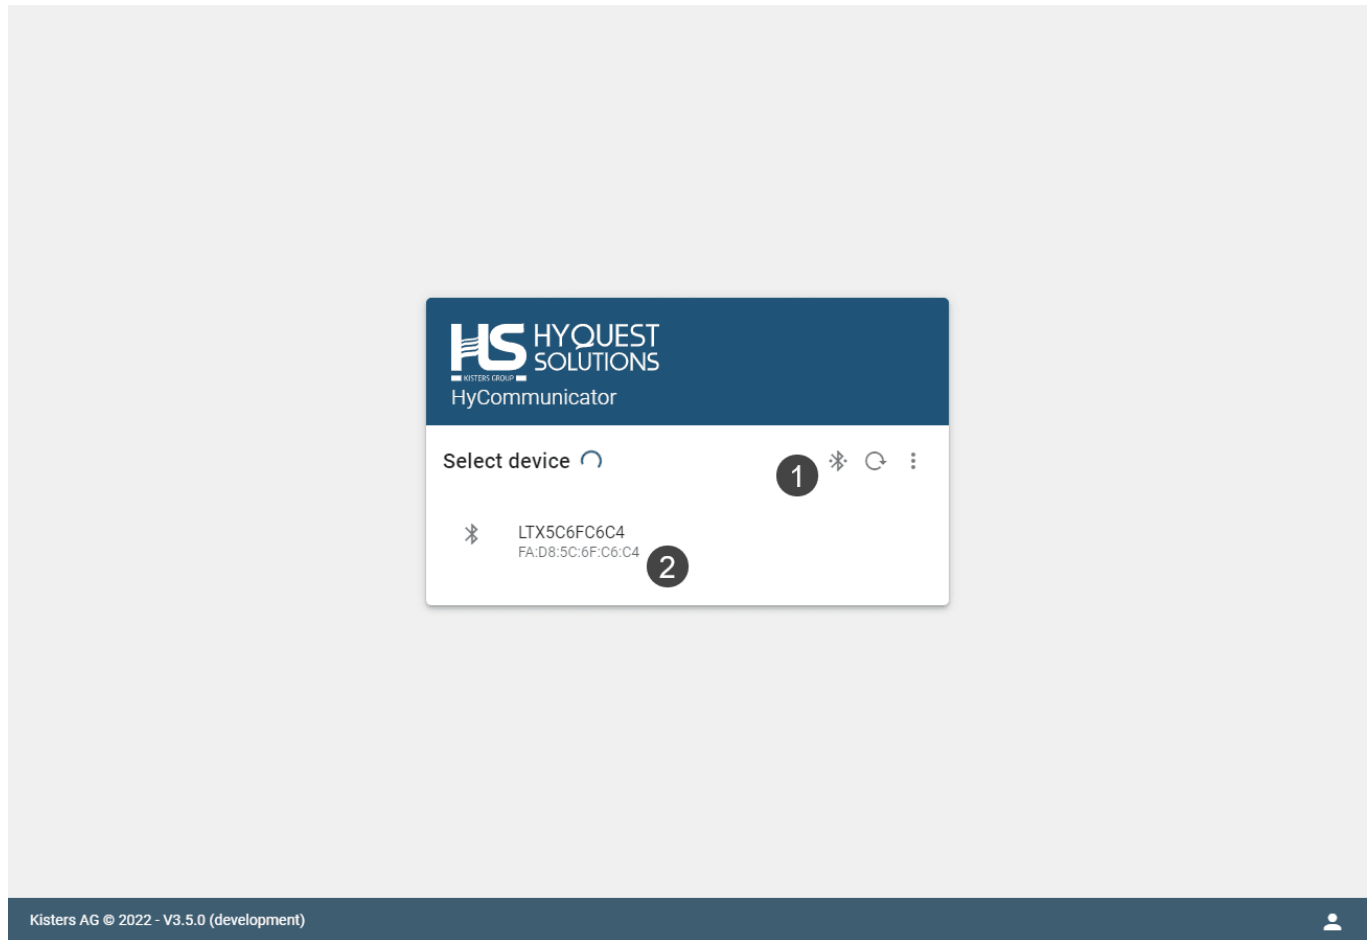 HS HYQUEST
SOLUTIONS
KISTERS GROUP
HyCommunicator
Select device
1
LTX5C6FC6C4
FA:D8:5C:6F:C6:C4
2
Kisters AG © 2022 - V3.5.0 (development)